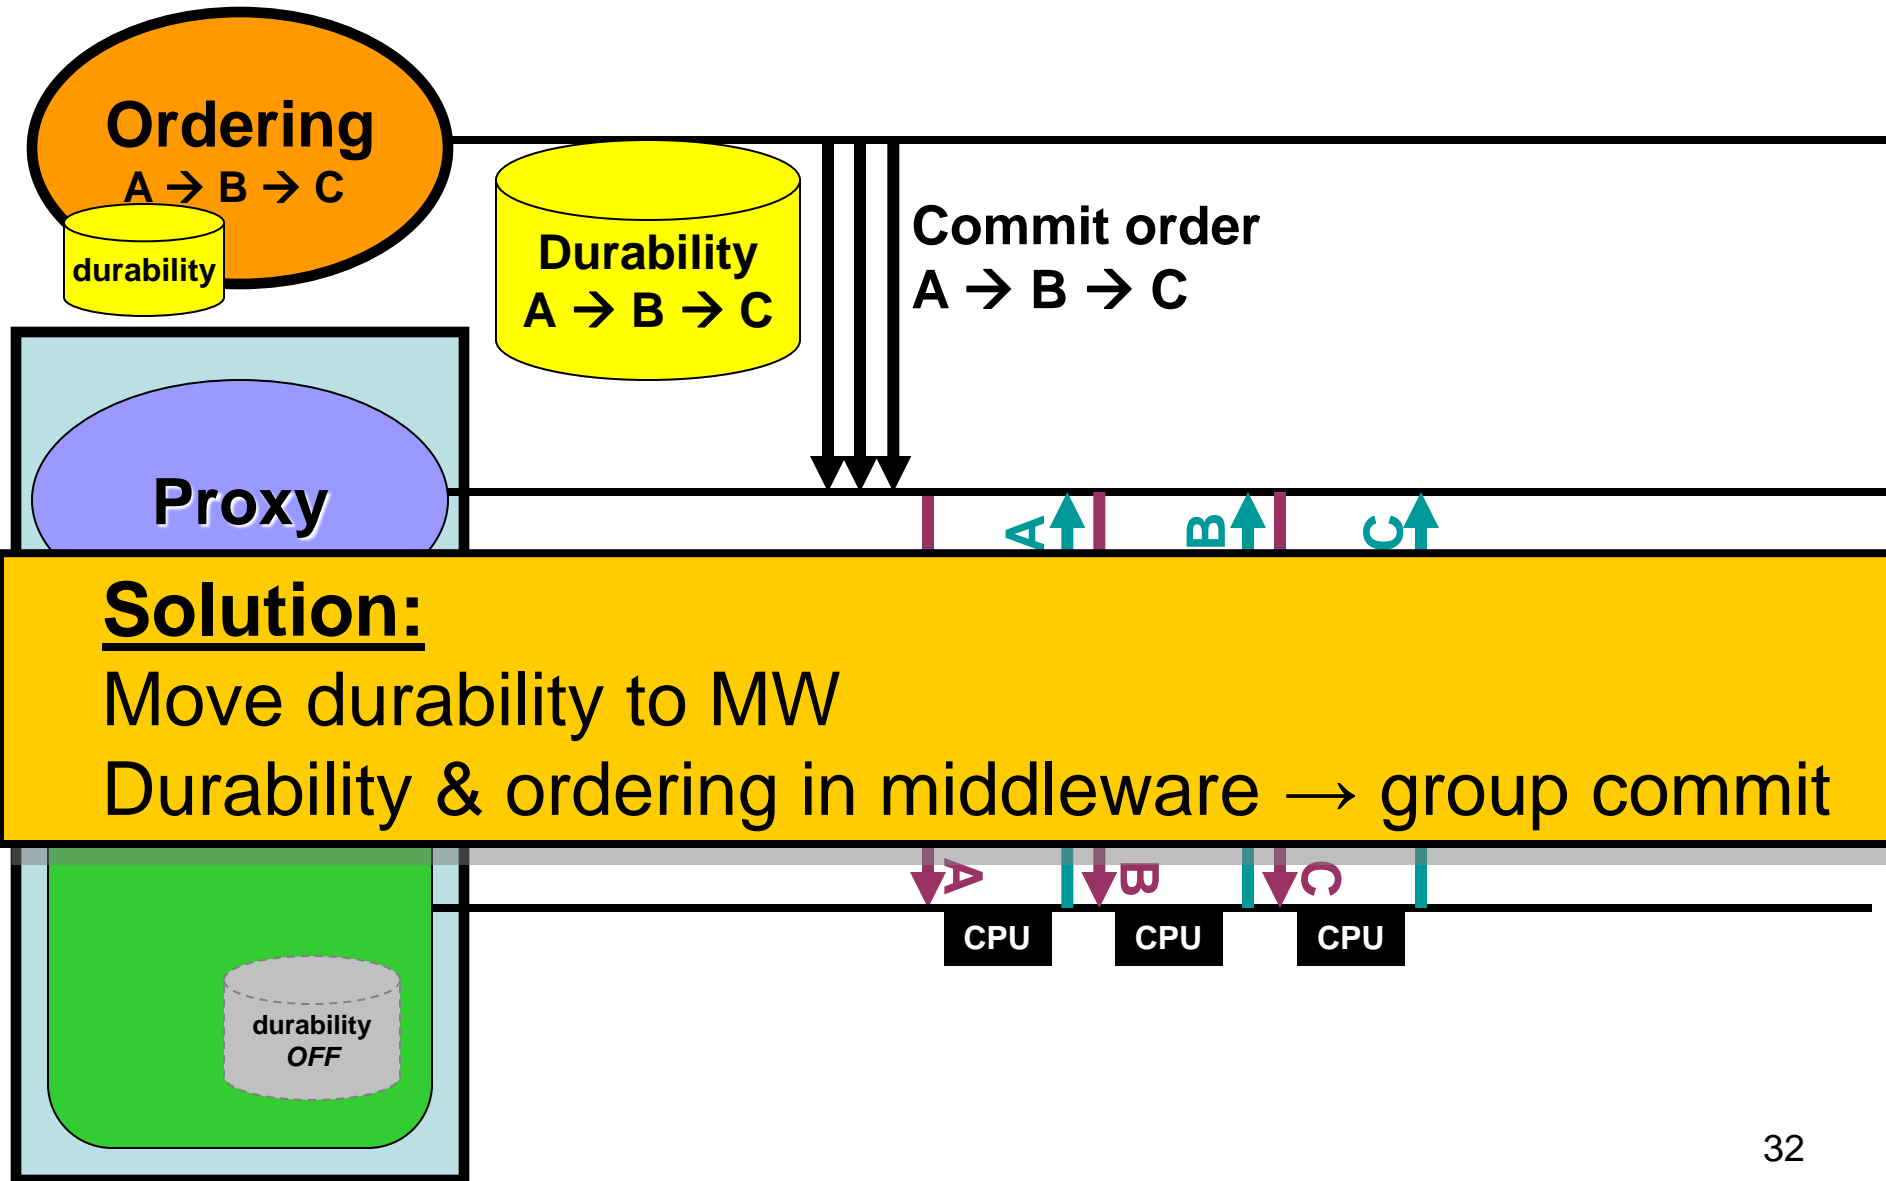 Ordering
A → B → C
durability
Durability
A → B → C
Commit order
A → B → C
Proxy
A
B
C
Solution:
Move durability to MW
Durability & ordering in middleware → group commit
A
B
C
CPU
CPU
CPU
durability
OFF
32